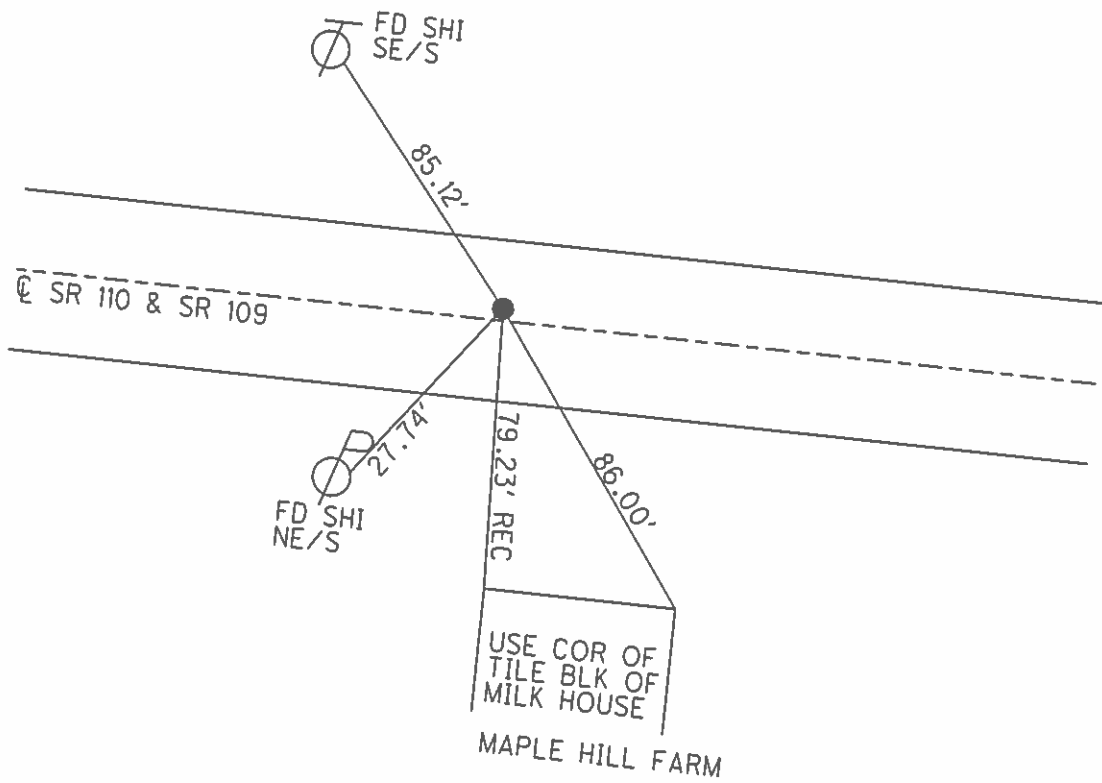 FD SHI
SE/S
85.12'
℄ SR 110 & SR 109
27.74'
79.23' REC
86.00'
FD SHI
NE/S
USE COR OF
TILE BLK OF
MILK HOUSE
MAPLE HILL FARM